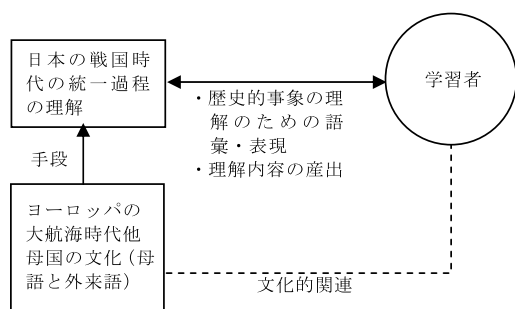 日本の戦国時
代の統一過程
の理解
学習者
・歴史的事象の理
解のための語
彙・表現
・理解内容の産出
手段
ヨーロッパの
大航海時代他
母国の文化(母
語と外来語)
文化的関連